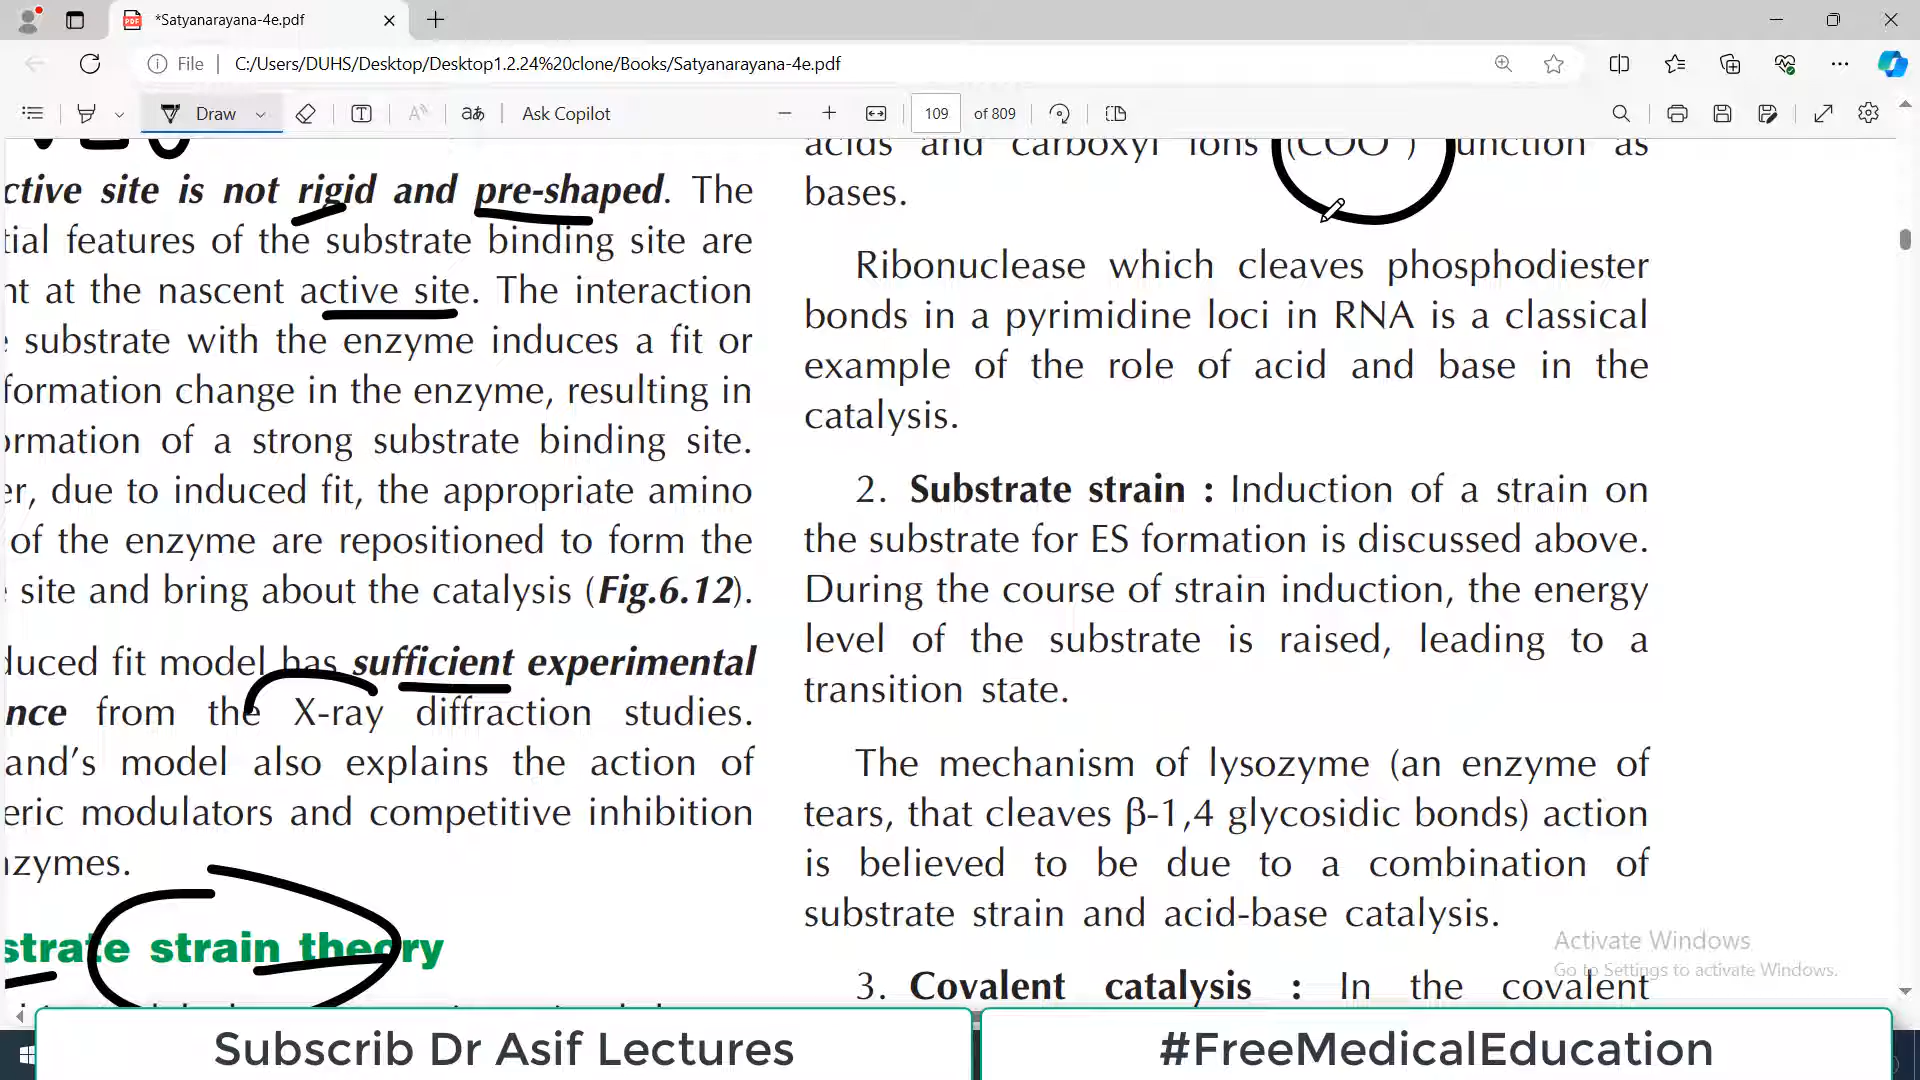 *Satyanarayana-4e.pdf
File
C:/Users/DUHS/Desktop/Desktop1.2.24%20clone/Books/Satyanarayana-4e.pdf
Draw
Ask Copilot
109 of 809
ctive site is not rigid and pre-shaped. The
tial features of the substrate binding site are
nt at the nascent active site. The interaction
e substrate with the enzyme induces a fit or
formation change in the enzyme, resulting in
ormation of a strong substrate binding site.
er, due to induced fit, the appropriate amino
of the enzyme are repositioned to form the
e site and bring about the catalysis (Fig.6.12).
duced fit model has sufficient experimental
nce from the X-ray diffraction studies.
and's model also explains the action of
eric modulators and competitive inhibition
nzymes.
strate strain theory
acids and carboxyl ions (COO⁻) function as
bases.
Ribonuclease which cleaves phosphodiester
bonds in a pyrimidine loci in RNA is a classical
example of the role of acid and base in the
catalysis.
2. Substrate strain : Induction of a strain on
the substrate for ES formation is discussed above.
During the course of strain induction, the energy
level of the substrate is raised, leading to a
transition state.
The mechanism of lysozyme (an enzyme of
tears, that cleaves β-1,4 glycosidic bonds) action
is believed to be due to a combination of
substrate strain and acid-base catalysis.
3. Covalent catalysis : In the covalent
Activate Windows
Go to Settings to activate Windows.
Subscrib Dr Asif Lectures
#FreeMedicalEducation